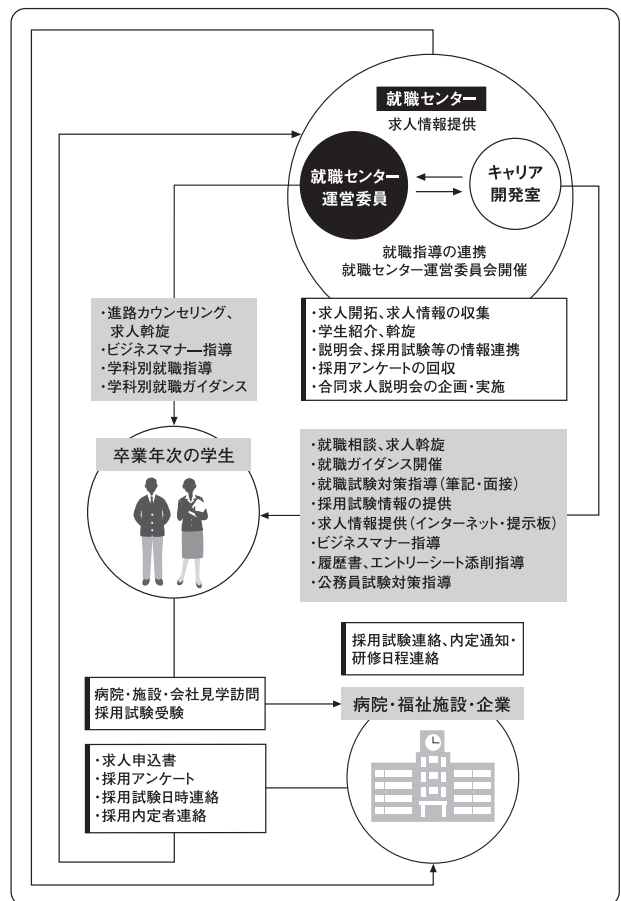 就職センター
求人情報提供
就職センター
運営委員
キャリア
開発室
就職指導の連携
就職センター運営委員会開催
・進路カウンセリング、
求人斡旋
・ビジネスマナー指導
・学科別就職指導
・学科別就職ガイダンス
・求人開拓、求人情報の収集
・学生紹介、斡旋
・説明会、採用試験等の情報連携
・採用アンケートの回収
・合同求人説明会の企画・実施
卒業年次の学生
・就職相談、求人斡旋
・就職ガイダンス開催
・就職試験対策指導(筆記・面接)
・採用試験情報の提供
・求人情報提供(インターネット・提示板)
・ビジネスマナー指導
・履歴書、エントリーシート添削指導
・公務員試験対策指導
採用試験連絡、内定通知・
研修日程連絡
病院・施設・会社見学訪問
採用試験受験
病院・福祉施設・企業
・求人申込書
・採用アンケート
・採用試験日時連絡
・採用内定者連絡